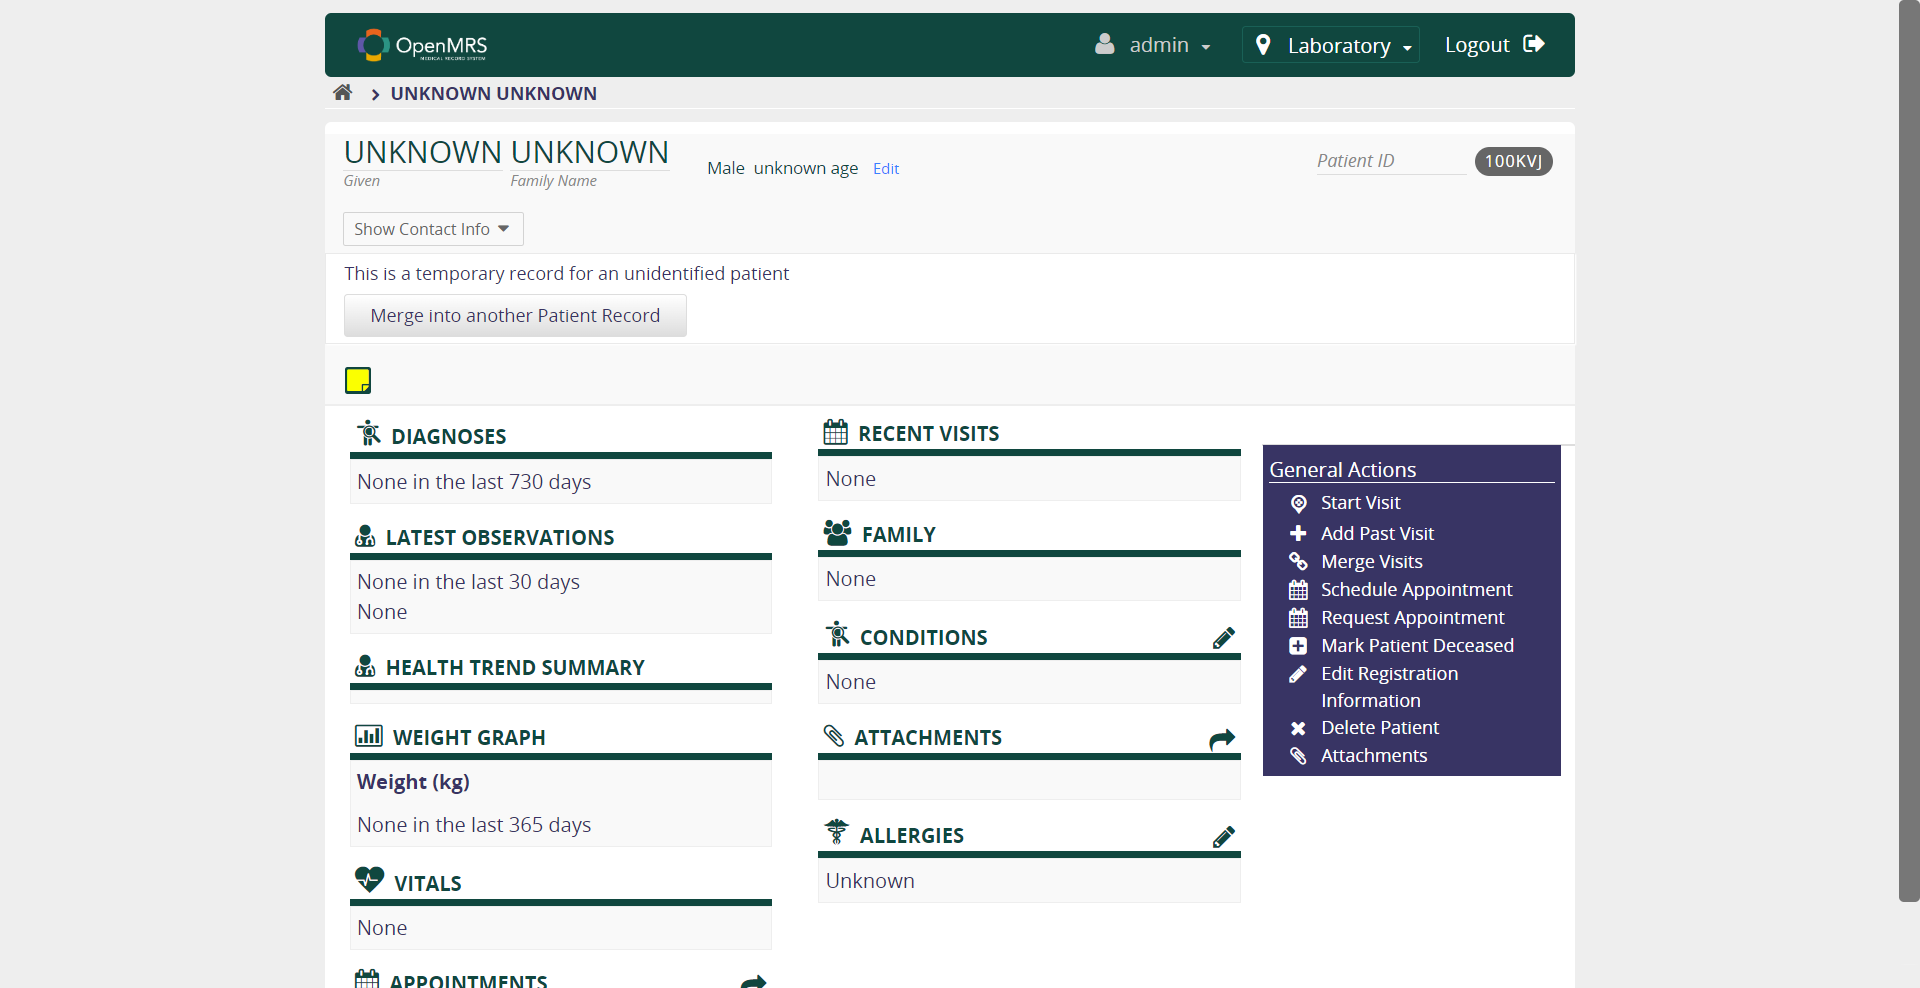 OpenMRS
MEDICAL RECORD SYSTEM
admin
Laboratory
Logout
UNKNOWN UNKNOWN
UNKNOWN UNKNOWN
Given
Family Name
Male unknown age Edit
Patient ID
100KVJ
Show Contact Info
This is a temporary record for an unidentified patient
Merge into another Patient Record
DIAGNOSES
None in the last 730 days
LATEST OBSERVATIONS
None in the last 30 days
None
HEALTH TREND SUMMARY
WEIGHT GRAPH
Weight (kg)
None in the last 365 days
VITALS
None
APPOINTMENTS
RECENT VISITS
None
FAMILY
None
CONDITIONS
None
ATTACHMENTS
ALLERGIES
Unknown
General Actions
Start Visit
Add Past Visit
Merge Visits
Schedule Appointment
Request Appointment
Mark Patient Deceased
Edit Registration
Information
Delete Patient
Attachments